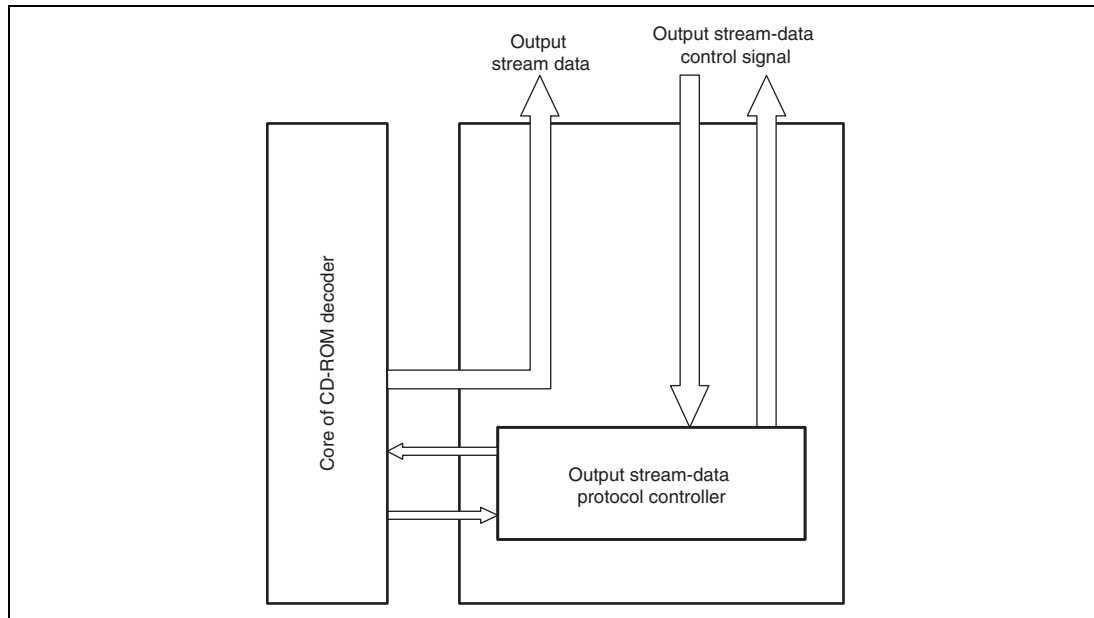 Output
stream data
Output stream-data
control signal
Core of CD-ROM decoder
Output stream-data
protocol controller